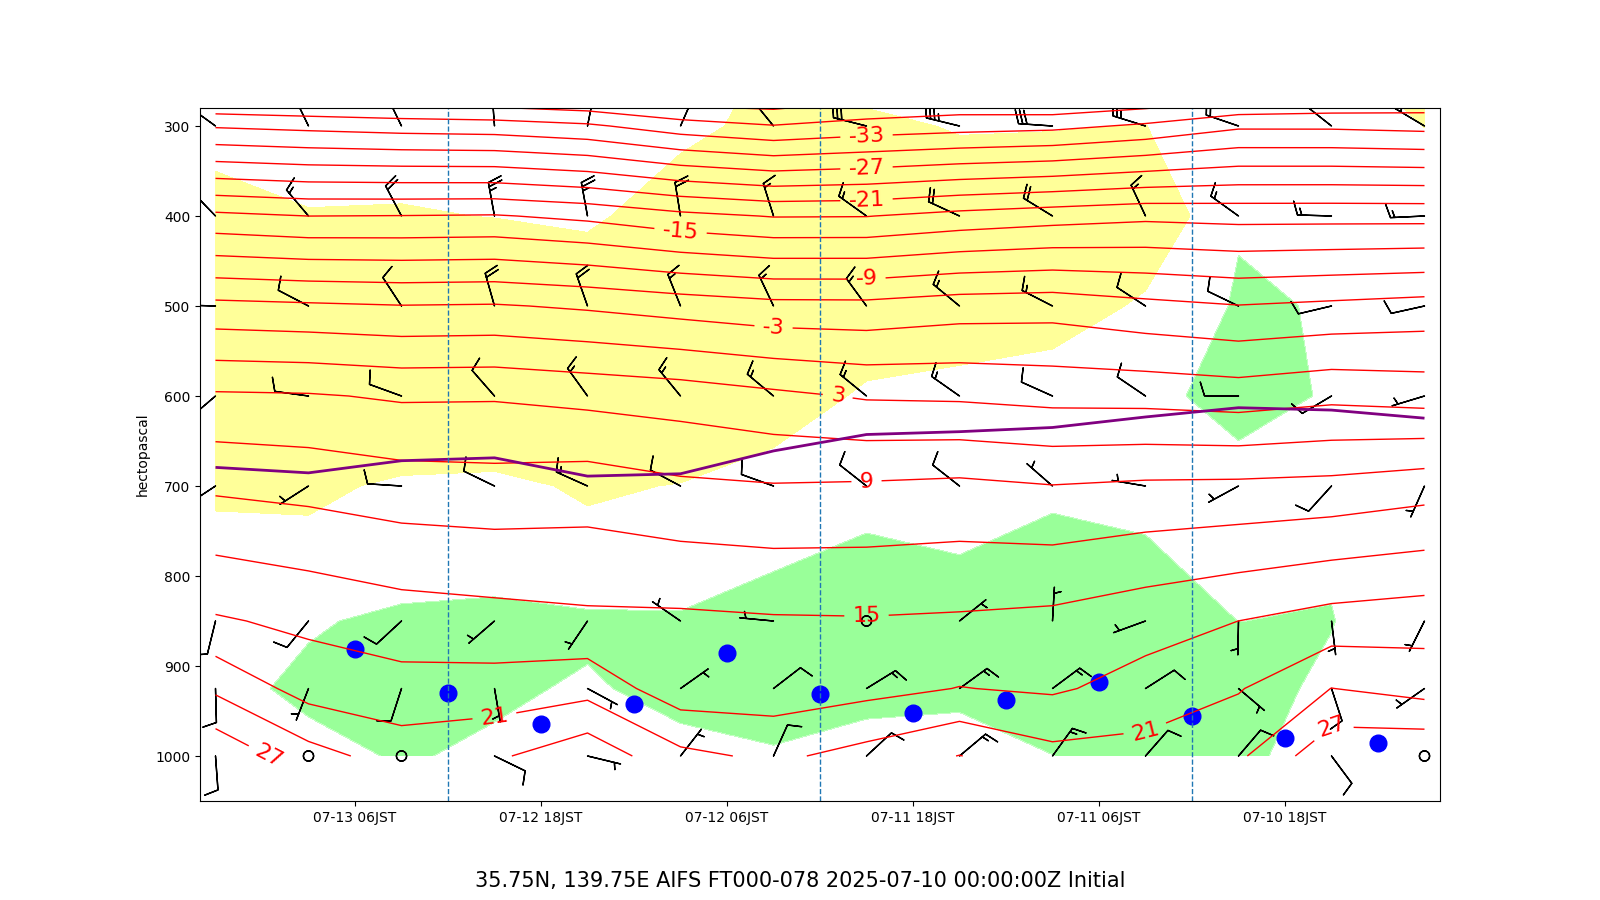 300
400
500
600
700
800
900
1000
hectopascal
-33
-27
-21
-15
-9
-3
3
9
15
21
21
27
27
07-13 06JST
07-12 18JST
07-12 06JST
07-11 18JST
07-11 06JST
07-10 18JST
35.75N, 139.75E AIFS FT000-078 2025-07-10 00:00:00Z Initial